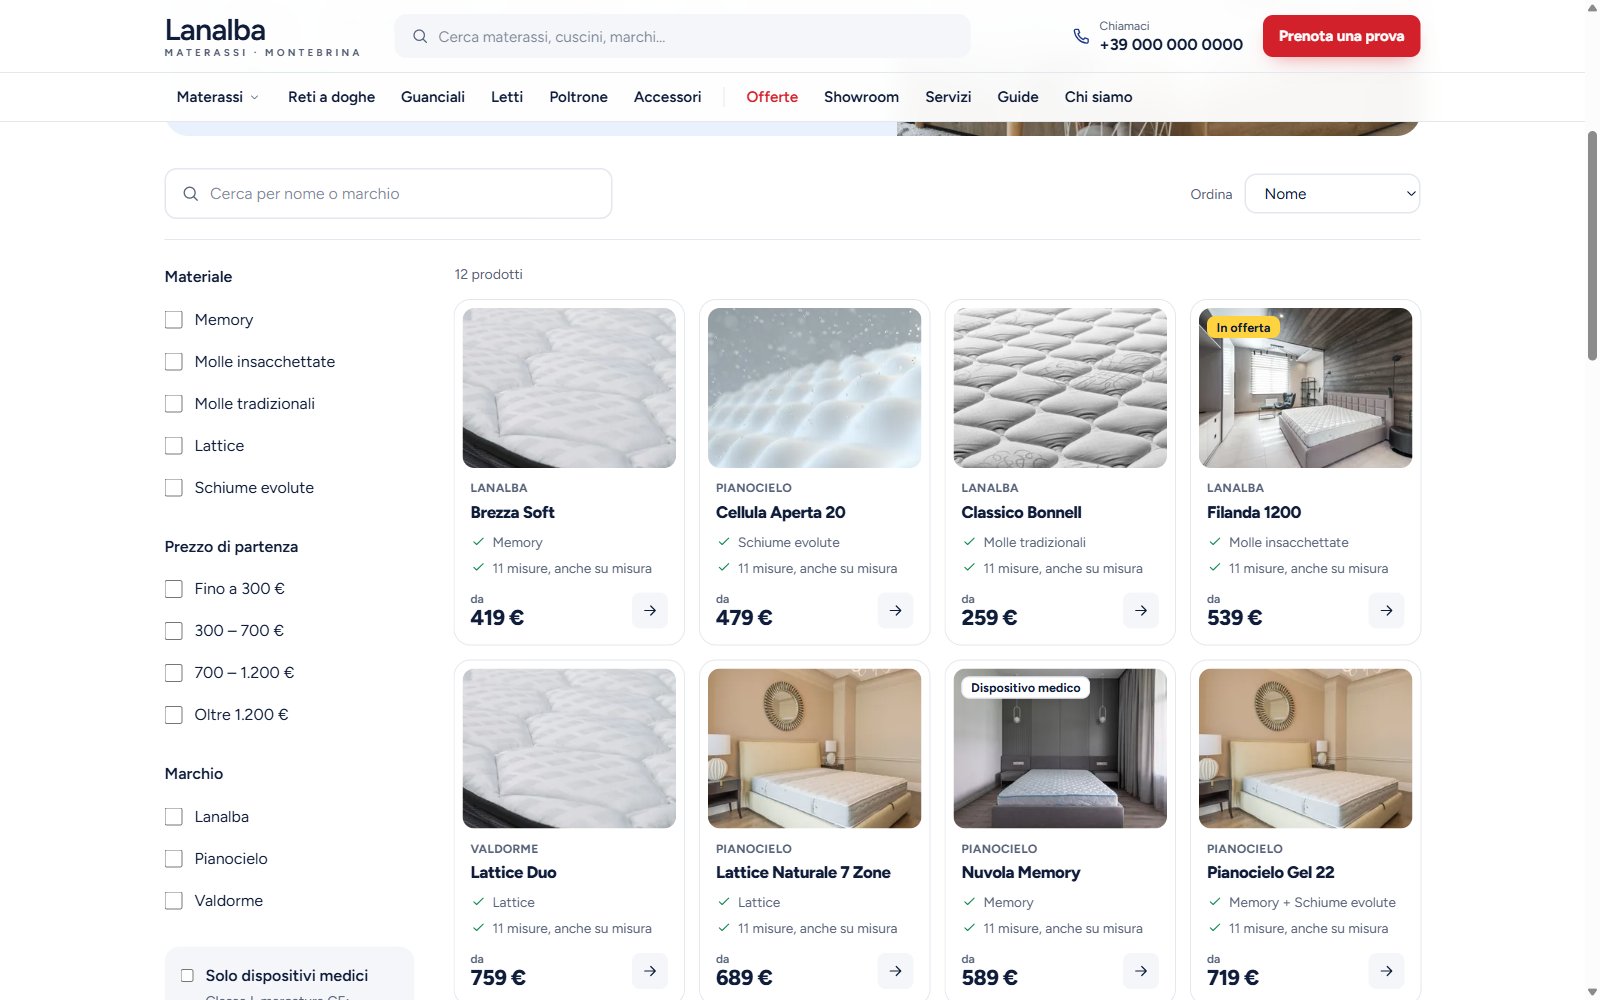 Lanalba
MATERASSI · MONTEBRINA
Cerca materassi, cuscini, marchi...
Chiamaci
+39 000 000 0000
Prenota una prova
Materassi
Reti a doghe
Guanciali
Letti
Poltrone
Accessori
Offerte
Showroom
Servizi
Guide
Chi siamo
Cerca per nome o marchio
Ordina
Nome
Materiale
Memory
Molle insacchettate
Molle tradizionali
Lattice
Schiume evolute
Prezzo di partenza
Fino a 300 €
300 – 700 €
700 – 1.200 €
Oltre 1.200 €
Marchio
Lanalba
Pianocielo
Valdorme
Solo dispositivi medici
12 prodotti
LANALBA
Brezza Soft
Memory
11 misure, anche su misura
da
419 €
PIANOCIELO
Cellula Aperta 20
Schiume evolute
11 misure, anche su misura
da
479 €
LANALBA
Classico Bonnell
Molle tradizionali
11 misure, anche su misura
da
259 €
In offerta
LANALBA
Filanda 1200
Molle insacchettate
11 misure, anche su misura
da
539 €
VALDORME
Lattice Duo
Lattice
11 misure, anche su misura
da
759 €
PIANOCIELO
Lattice Naturale 7 Zone
Lattice
11 misure, anche su misura
da
689 €
Dispositivo medico
PIANOCIELO
Nuvola Memory
Memory
11 misure, anche su misura
da
589 €
PIANOCIELO
Pianocielo Gel 22
Memory + Schiume evolute
11 misure, anche su misura
da
719 €